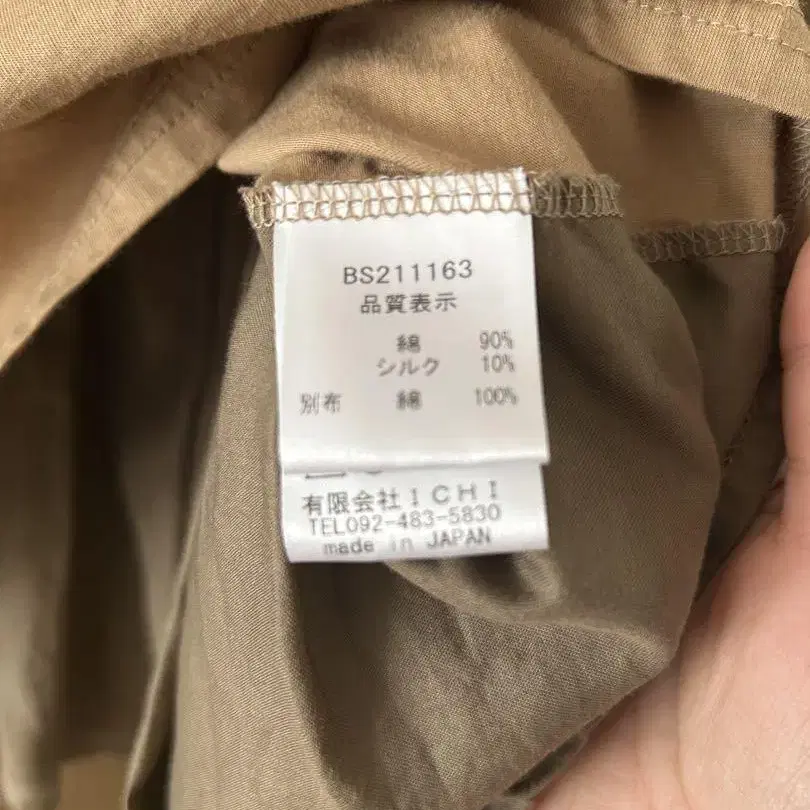 BS211163
品質表示
綿 90%
シルク 10%
別布 綿 100%
有限会社ICHI
TEL092-483-5830
made in JAPAN